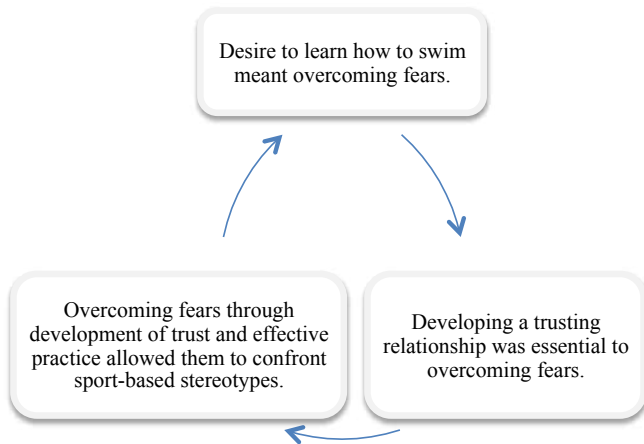 Desire to learn how to swim
meant overcoming fears.
Overcoming fears through
development of trust and effective
practice allowed them to confront
sport-based stereotypes.
Developing a trusting
relationship was essential to
overcoming fears.